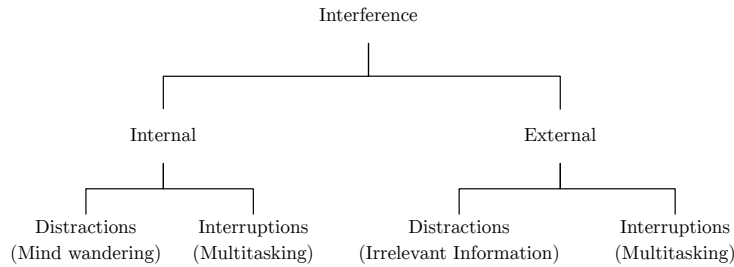 Interference
Internal
External
Distractions
(Mind wandering)
Interruptions
(Multitasking)
Distractions
(Irrelevant Information)
Interruptions
(Multitasking)